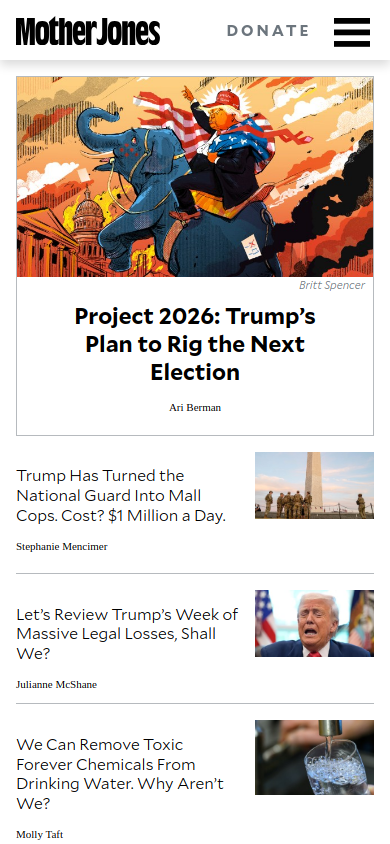 Mother Jones
DONATE
Britt Spencer
Project 2026: Trump’s
Plan to Rig the Next
Election
Ari Berman
Trump Has Turned the
National Guard Into Mall
Cops. Cost? $1 Million a Day.
Stephanie Mencimer
Let’s Review Trump’s Week of
Massive Legal Losses, Shall
We?
Julianne McShane
We Can Remove Toxic
Forever Chemicals From
Drinking Water. Why Aren’t
We?
Molly Taft